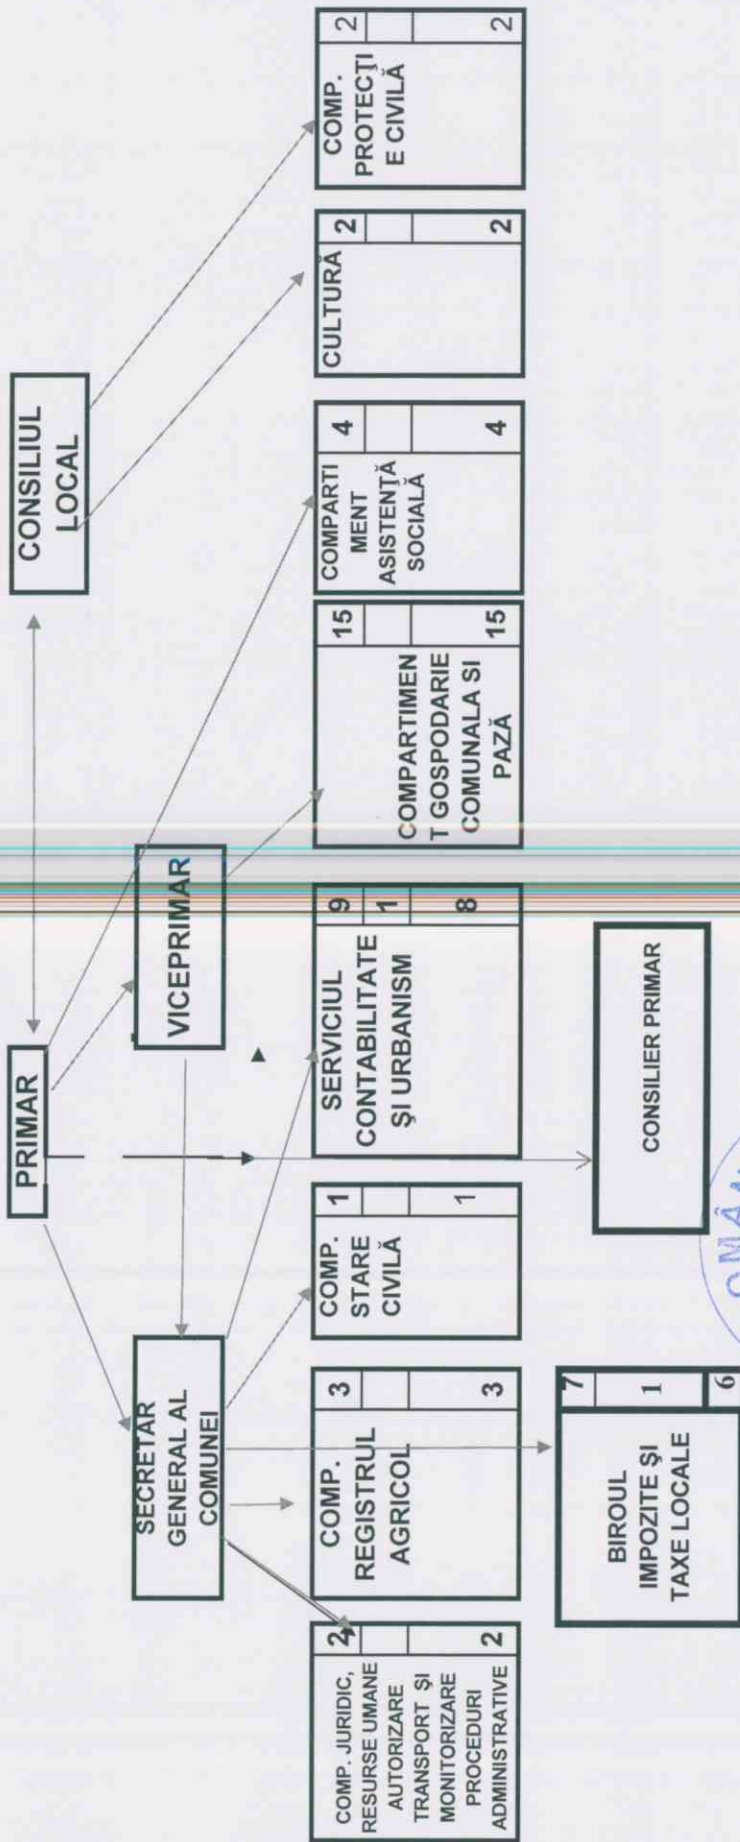 PRIMAR
CONSILIUL
LOCAL
SECRETAR
GENERAL AL
COMUNEI
VICEPRIMAR
COMP. JURIDIC,
RESURSE UMANE
AUTORIZARE
TRANSPORT ȘI
MONITORIZARE
PROCEDURI
ADMINISTRATIVE
2
2
COMP.
REGISTRUL
AGRICOL
3
3
COMP.
STARE
CIVILĂ
1
1
SERVICIUL
CONTABILITATE
ȘI URBANISM
9
1
8
COMPARTIMEN
T GOSPODARIE
COMUNALA SI
PAZĂ
15
15
COMPARTI
MENT
ASISTENŢĂ
SOCIALĂ
4
4
CULTURĂ
2
2
COMP.
PROTECŢI
E CIVILĂ
2
2
BIROUL
IMPOZITE ȘI
TAXE LOCALE
7
1
6
CONSILIER PRIMAR